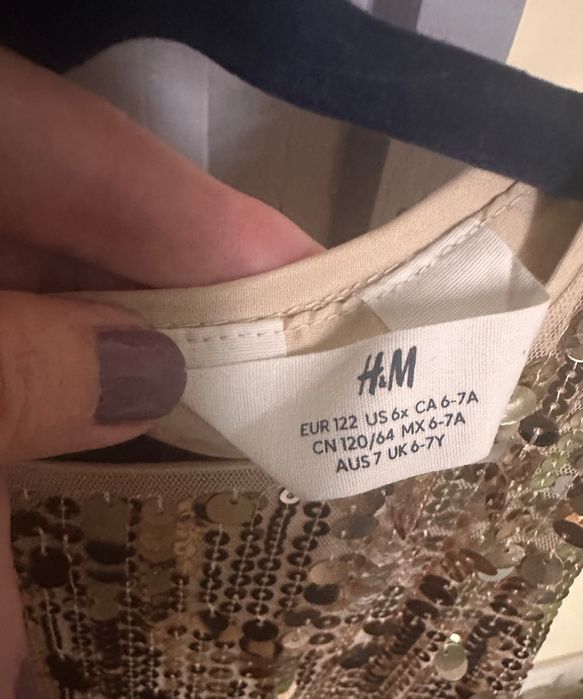 H&M
EUR 122 US 6x CA 6-7A
CN 120/64 MX 6-7A
AUS 7 UK 6-7Y